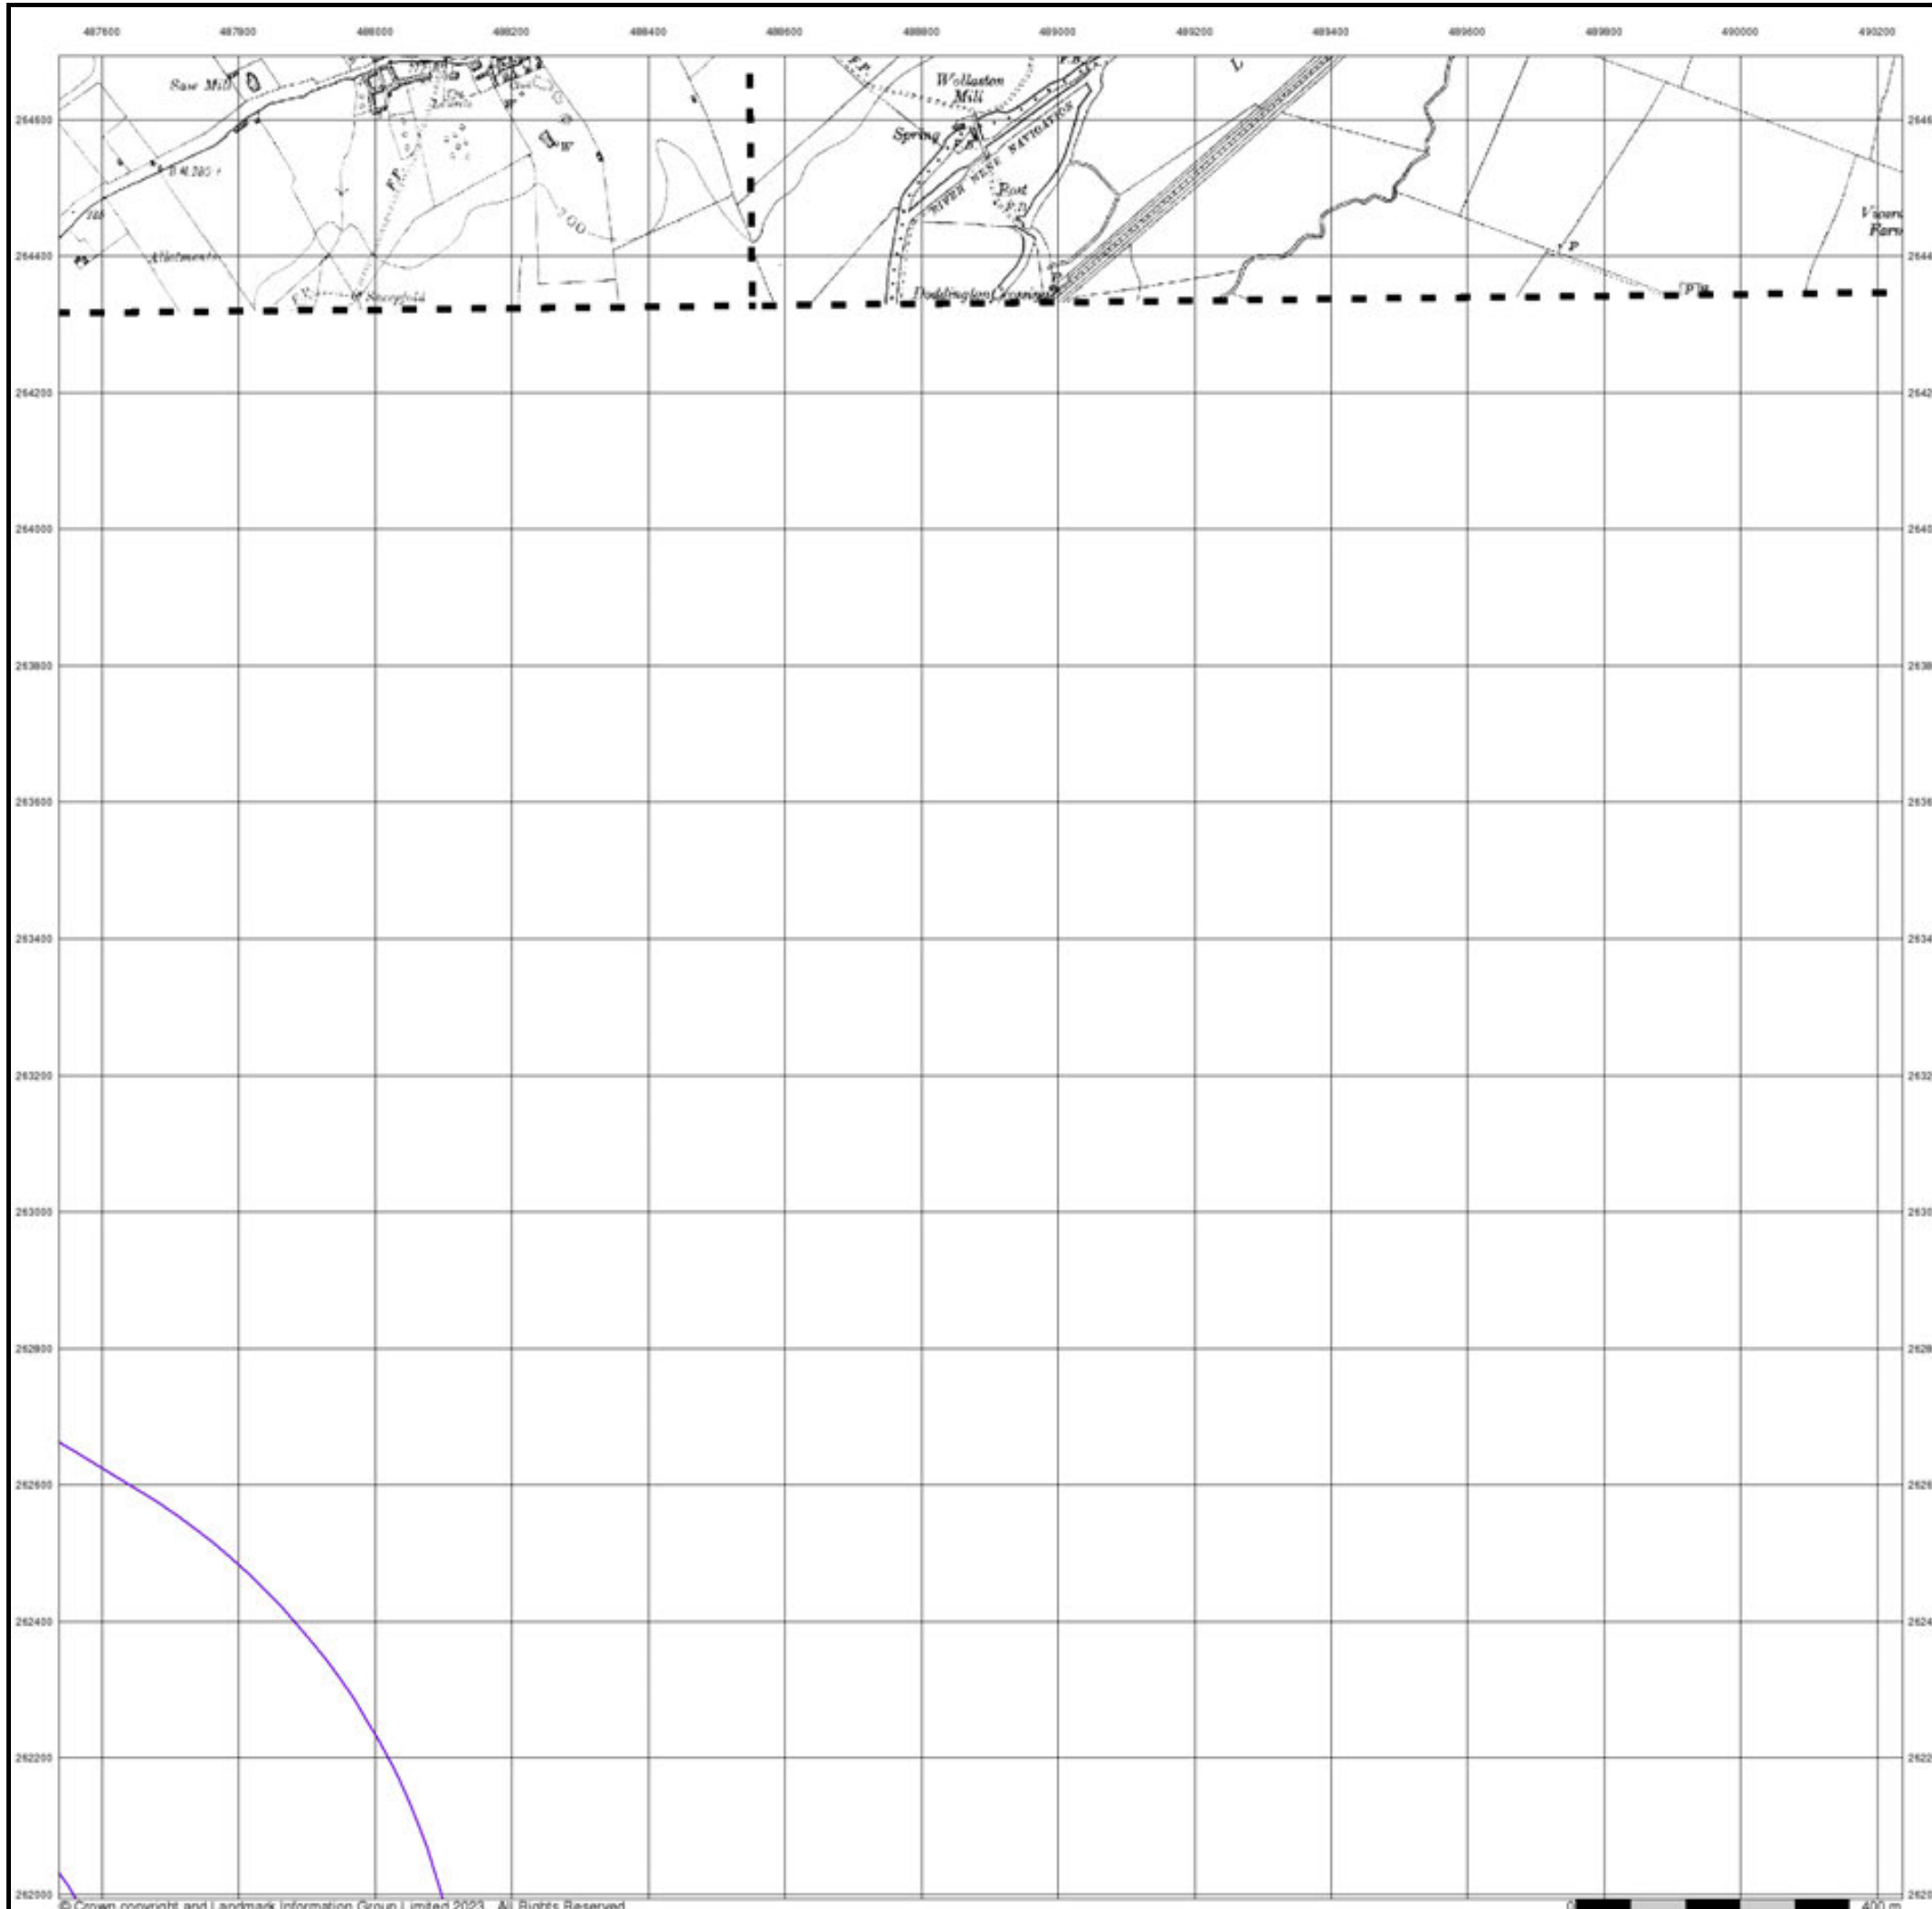 487600 487800 488000 488200 488400 488600 488800 489000 489200 489400 489600 489800 490000 490200
Saw Mill
F.P.
Wollaston
Mill
F.B.
L
W
264600
Spring
F.B.
RIVER NENE NAVIGATION
W
F.P.
Post
F.B.
200
Allotments
P
264400
F.P.
Sheepfold
264200
264000
263800
263600
263400
263200
263000
262800
262600
262400
262200
262000
© Crown copyright and Landmark Information Group Limited 2023. All Rights Reserved.
0 400 m